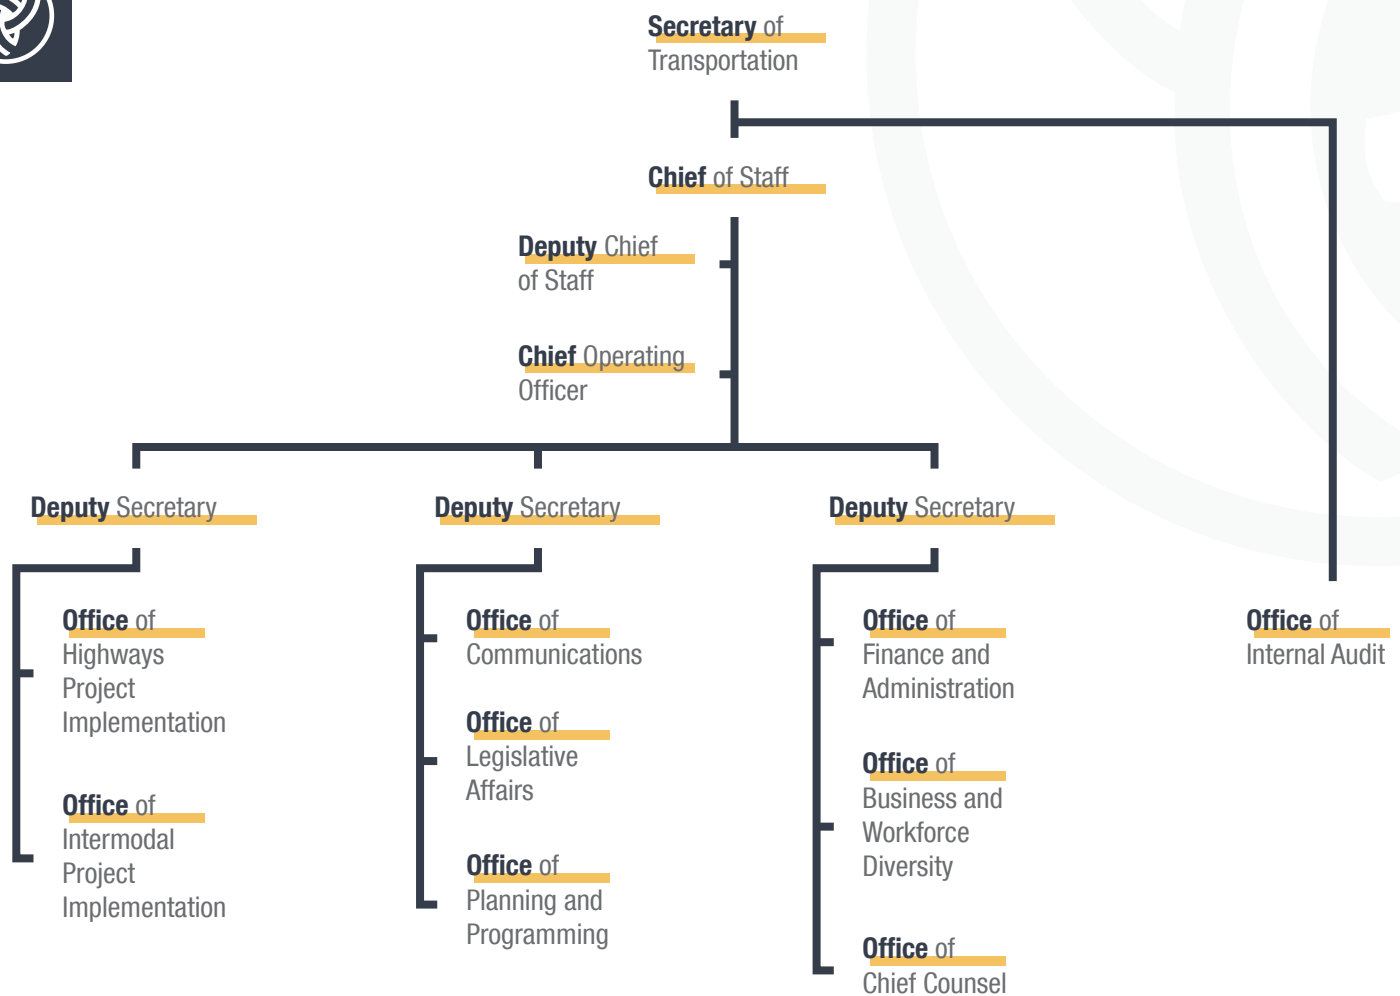 Secretary of
Transportation
Chief of Staff
Deputy Chief
of Staff
Chief Operating
Officer
Deputy Secretary
Office of
Highways
Project
Implementation
Office of
Intermodal
Project
Implementation
Deputy Secretary
Office of
Communications
Office of
Legislative
Affairs
Office of
Planning and
Programming
Deputy Secretary
Office of
Finance and
Administration
Office of
Business and
Workforce
Diversity
Office of
Chief Counsel
Office of
Internal Audit